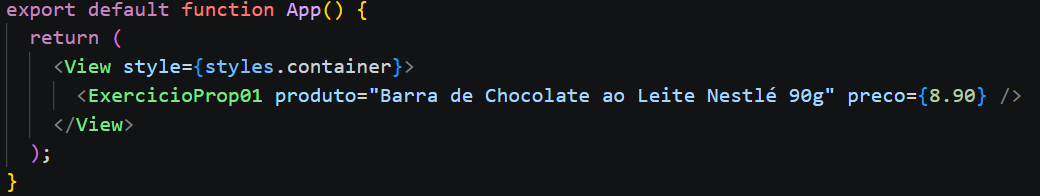 export default function App() {
return (
<View style={styles.container}>
<ExercicioProp01 produto="Barra de Chocolate ao Leite Nestlé 90g" preco={8.90} />
</View>
);
}